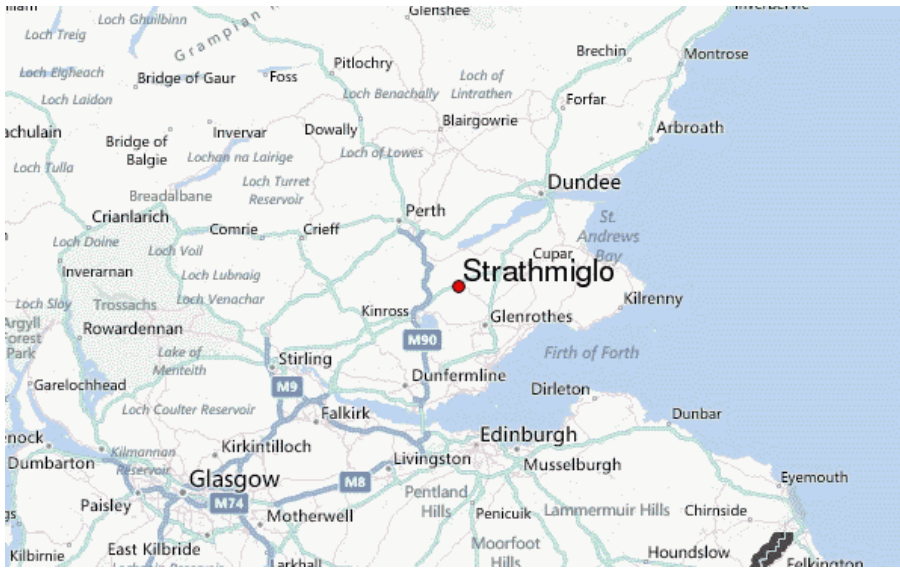 Glenshee
Inverbervie
Loch Ghuilbinn
Loch Treig
Grampian
Brechin
Montrose
Pitlochry
Loch Eigheach
Bridge of Gaur
Foss
Loch of
Lintrathen
Loch Benachally
Loch Laidon
Forfar
Blairgowrie
Arbroath
achulain
Invervar
Dowally
Bridge of
Balgie
Lochan na Lairige
Loch of Lowes
Loch Tulla
Loch Turret
Reservoir
Dundee
Breadalbane
Perth
St.
Andrews
Bay
Crianlarich
Comrie
Crieff
Loch Doine
Loch Voil
Cupar
Inverarnan
Loch Lubnaig
Strathmiglo
Loch Sloy
Trossachs
Loch Venachar
Kilrenny
Kinross
Glenrothes
Argyll
Forest
Park
Rowardennan
M90
Lake of
Menteith
Stirling
Firth of Forth
Garelochhead
M9
Dunfermline
Dirleton
Loch Coulter Reservoir
Falkirk
Dunbar
nock
Kirkintilloch
Edinburgh
Kilmannan
Reservoir
Dumbarton
Livingston
Musselburgh
Glasgow
M8
Eyemouth
Paisley
M74
Pentland
Hills
Penicuik
Lammermuir Hills
Chirnside
Motherwell
gs
Kilbirnie
East Kilbride
Moorfoot
Hills
Houndslow
Larkhall
Felkington